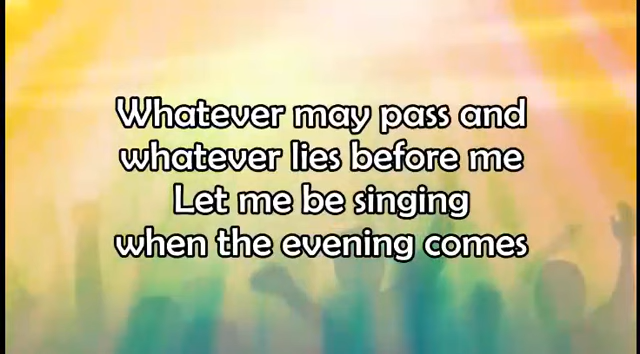 Whatever may pass and
whatever lies before me
Let me be singing
when the evening comes